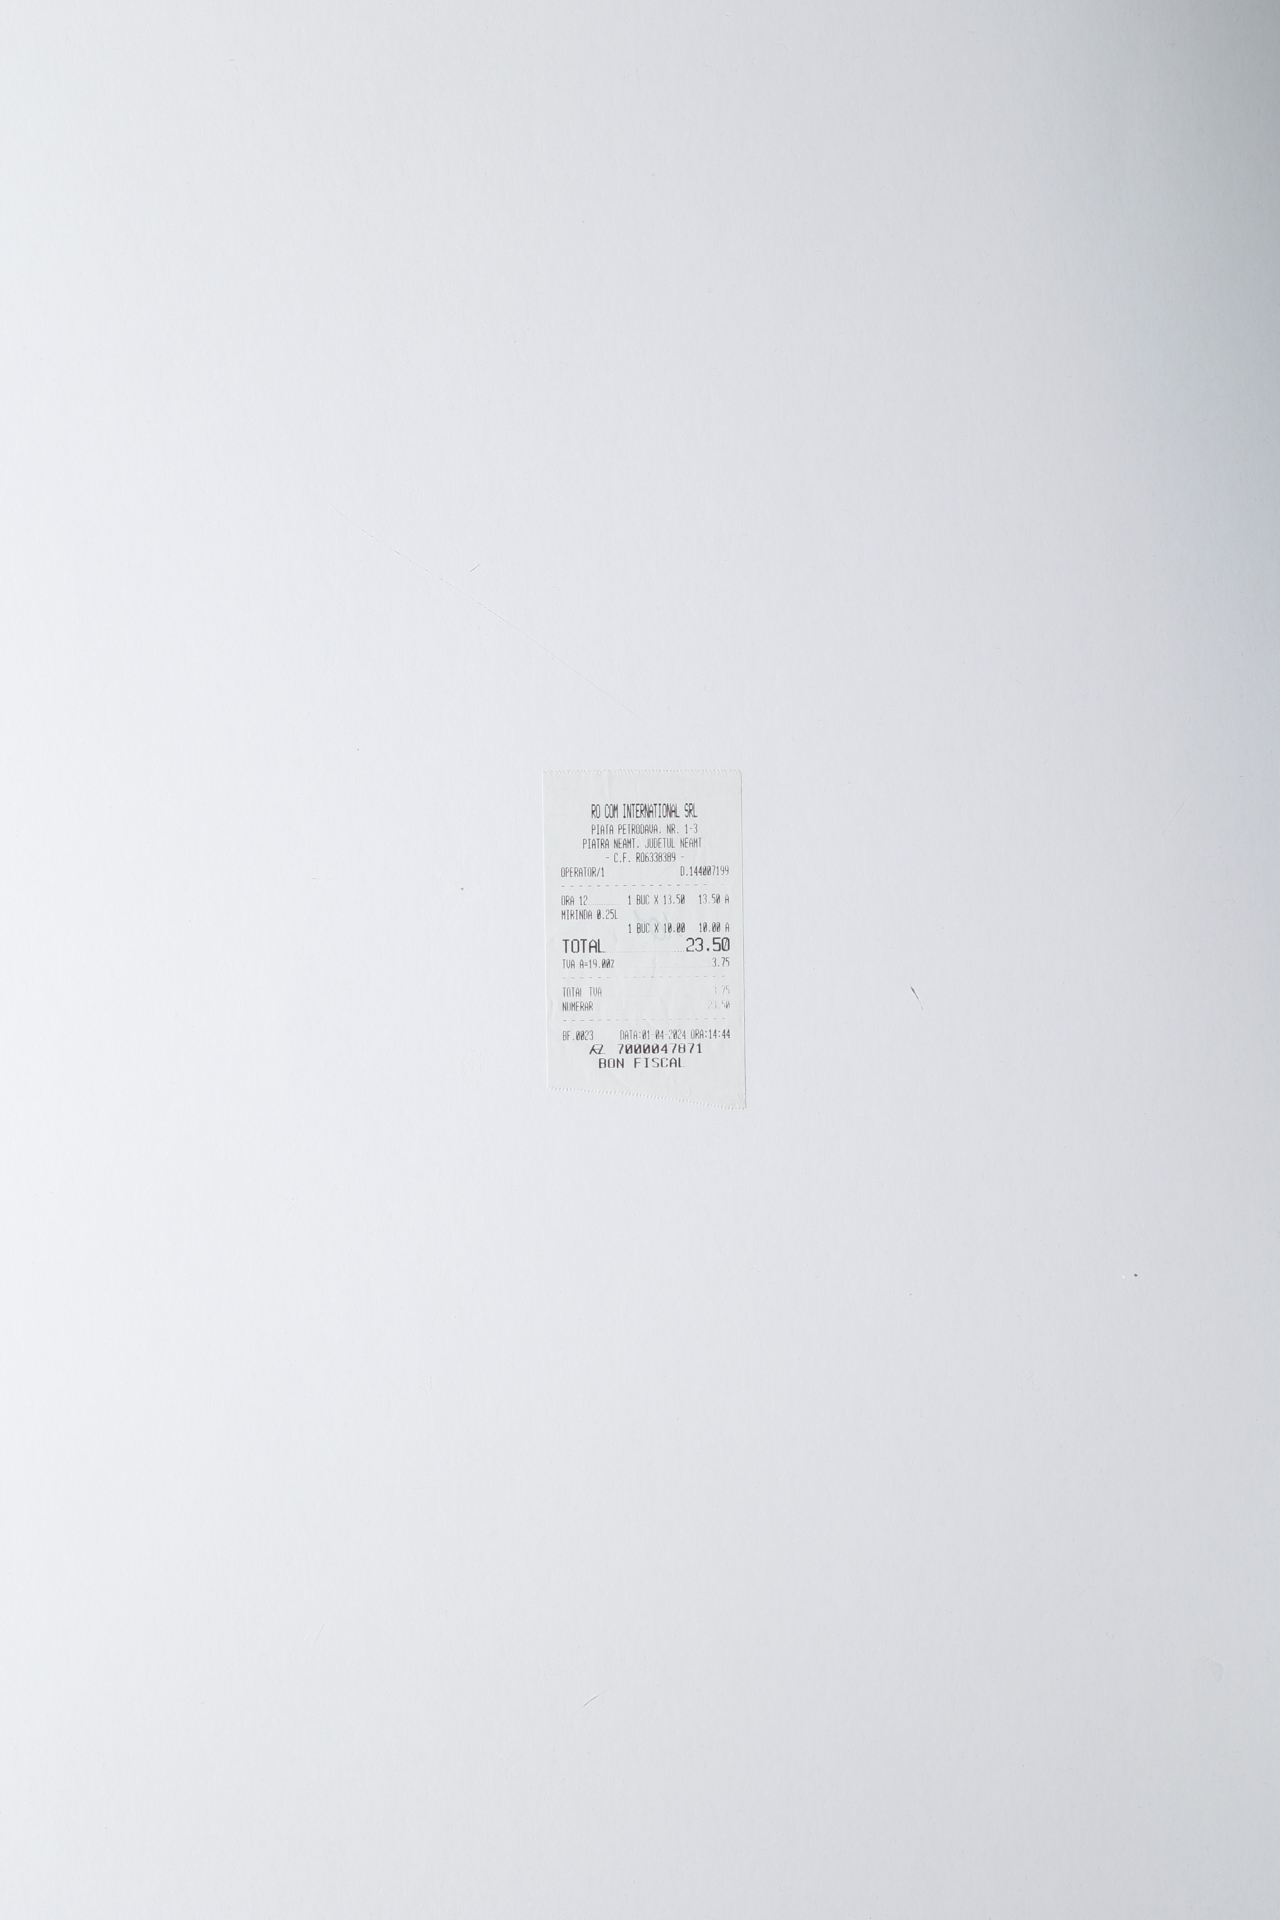 RO COM INTERNATIONAL SRL
PIATA PETRODAVA. NR. 1-3
PIATRA NEAMT. JUDETUL NEAMT
- C.F. RO6338389 -
OPERATOR/1 D.144007199
ORA 12 1 BUC X 13.50 13.50 A
MIRINDA 0.25L
1 BUC X 10.00 10.00 A
TOTAL 23.50
TVA A=19.00% 3.75
TOTAL TVA 3.75
NUMERAR 23.50
BF.0023 DATA:01-04-2024 ORA:14:44
7000047871
BON FISCAL